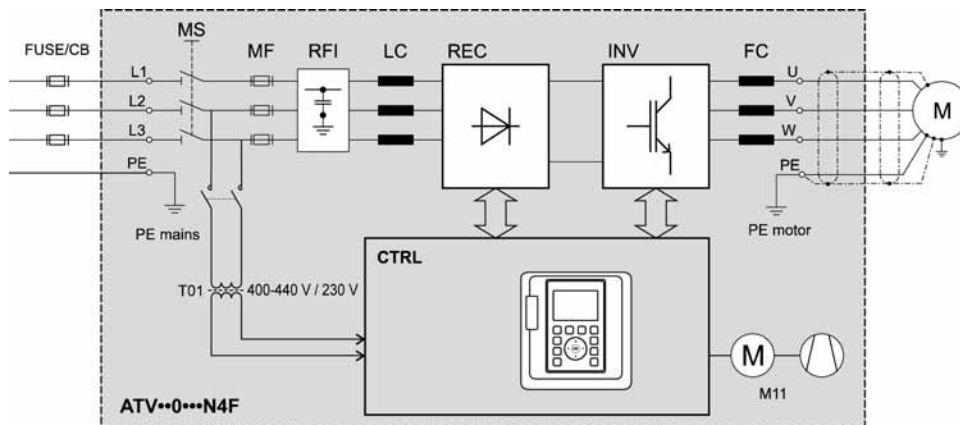 MS
FUSE/CB
MF RFI LC REC INV FC
L1
U
L2
V
M
L3
W
PE
PE
PE mains
PE motor
CTRL
T01 400-440 V / 230 V
M
M11
ATV••0•••N4F